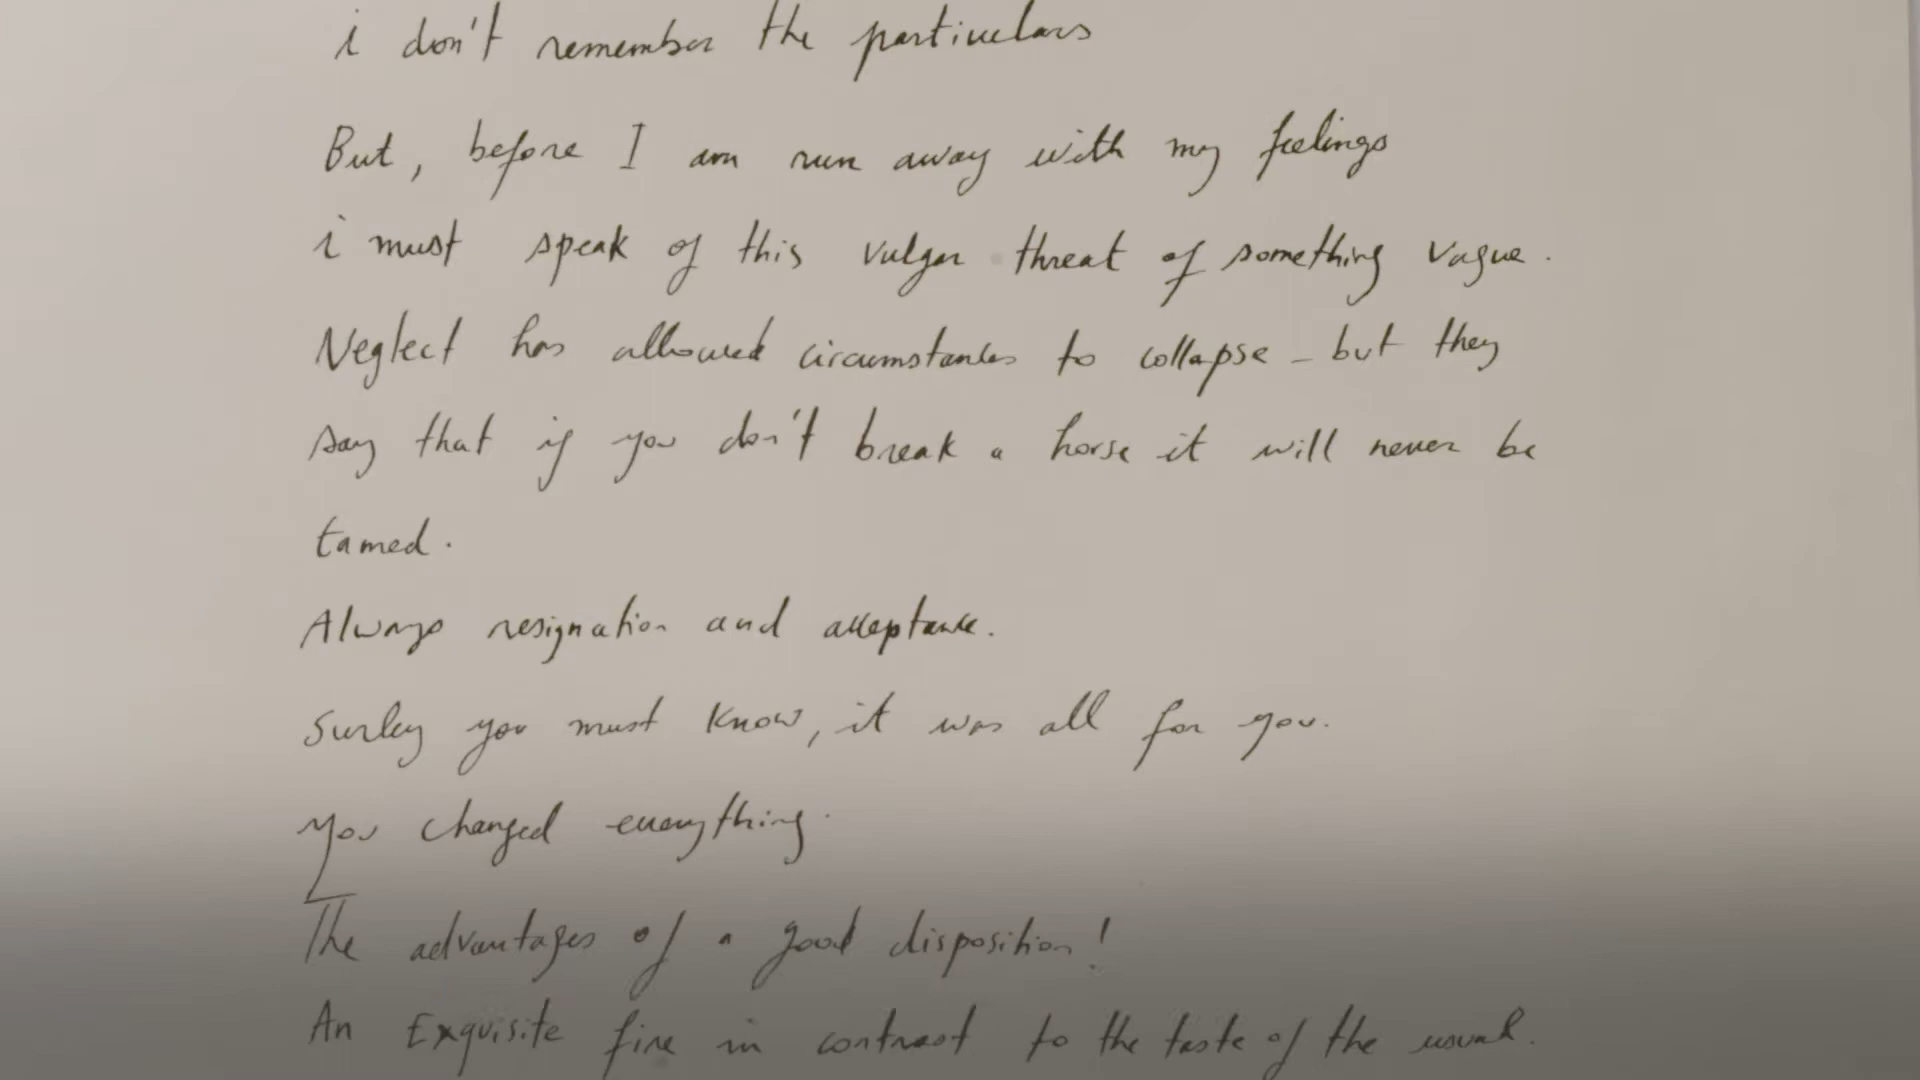 i don't remember the particulars
But, before I am run away with my feelings
i must speak of this vulgar threat of something vague.
Neglect has allowed circumstances to collapse - but they
say that if you don't break a horse it will never be
tamed.
Always resignation and acceptance.
Surley you must know, it was all for you.
You changed everything.
The advantages of a good disposition!
An Exquisite fire in contrast to the taste of the usual.